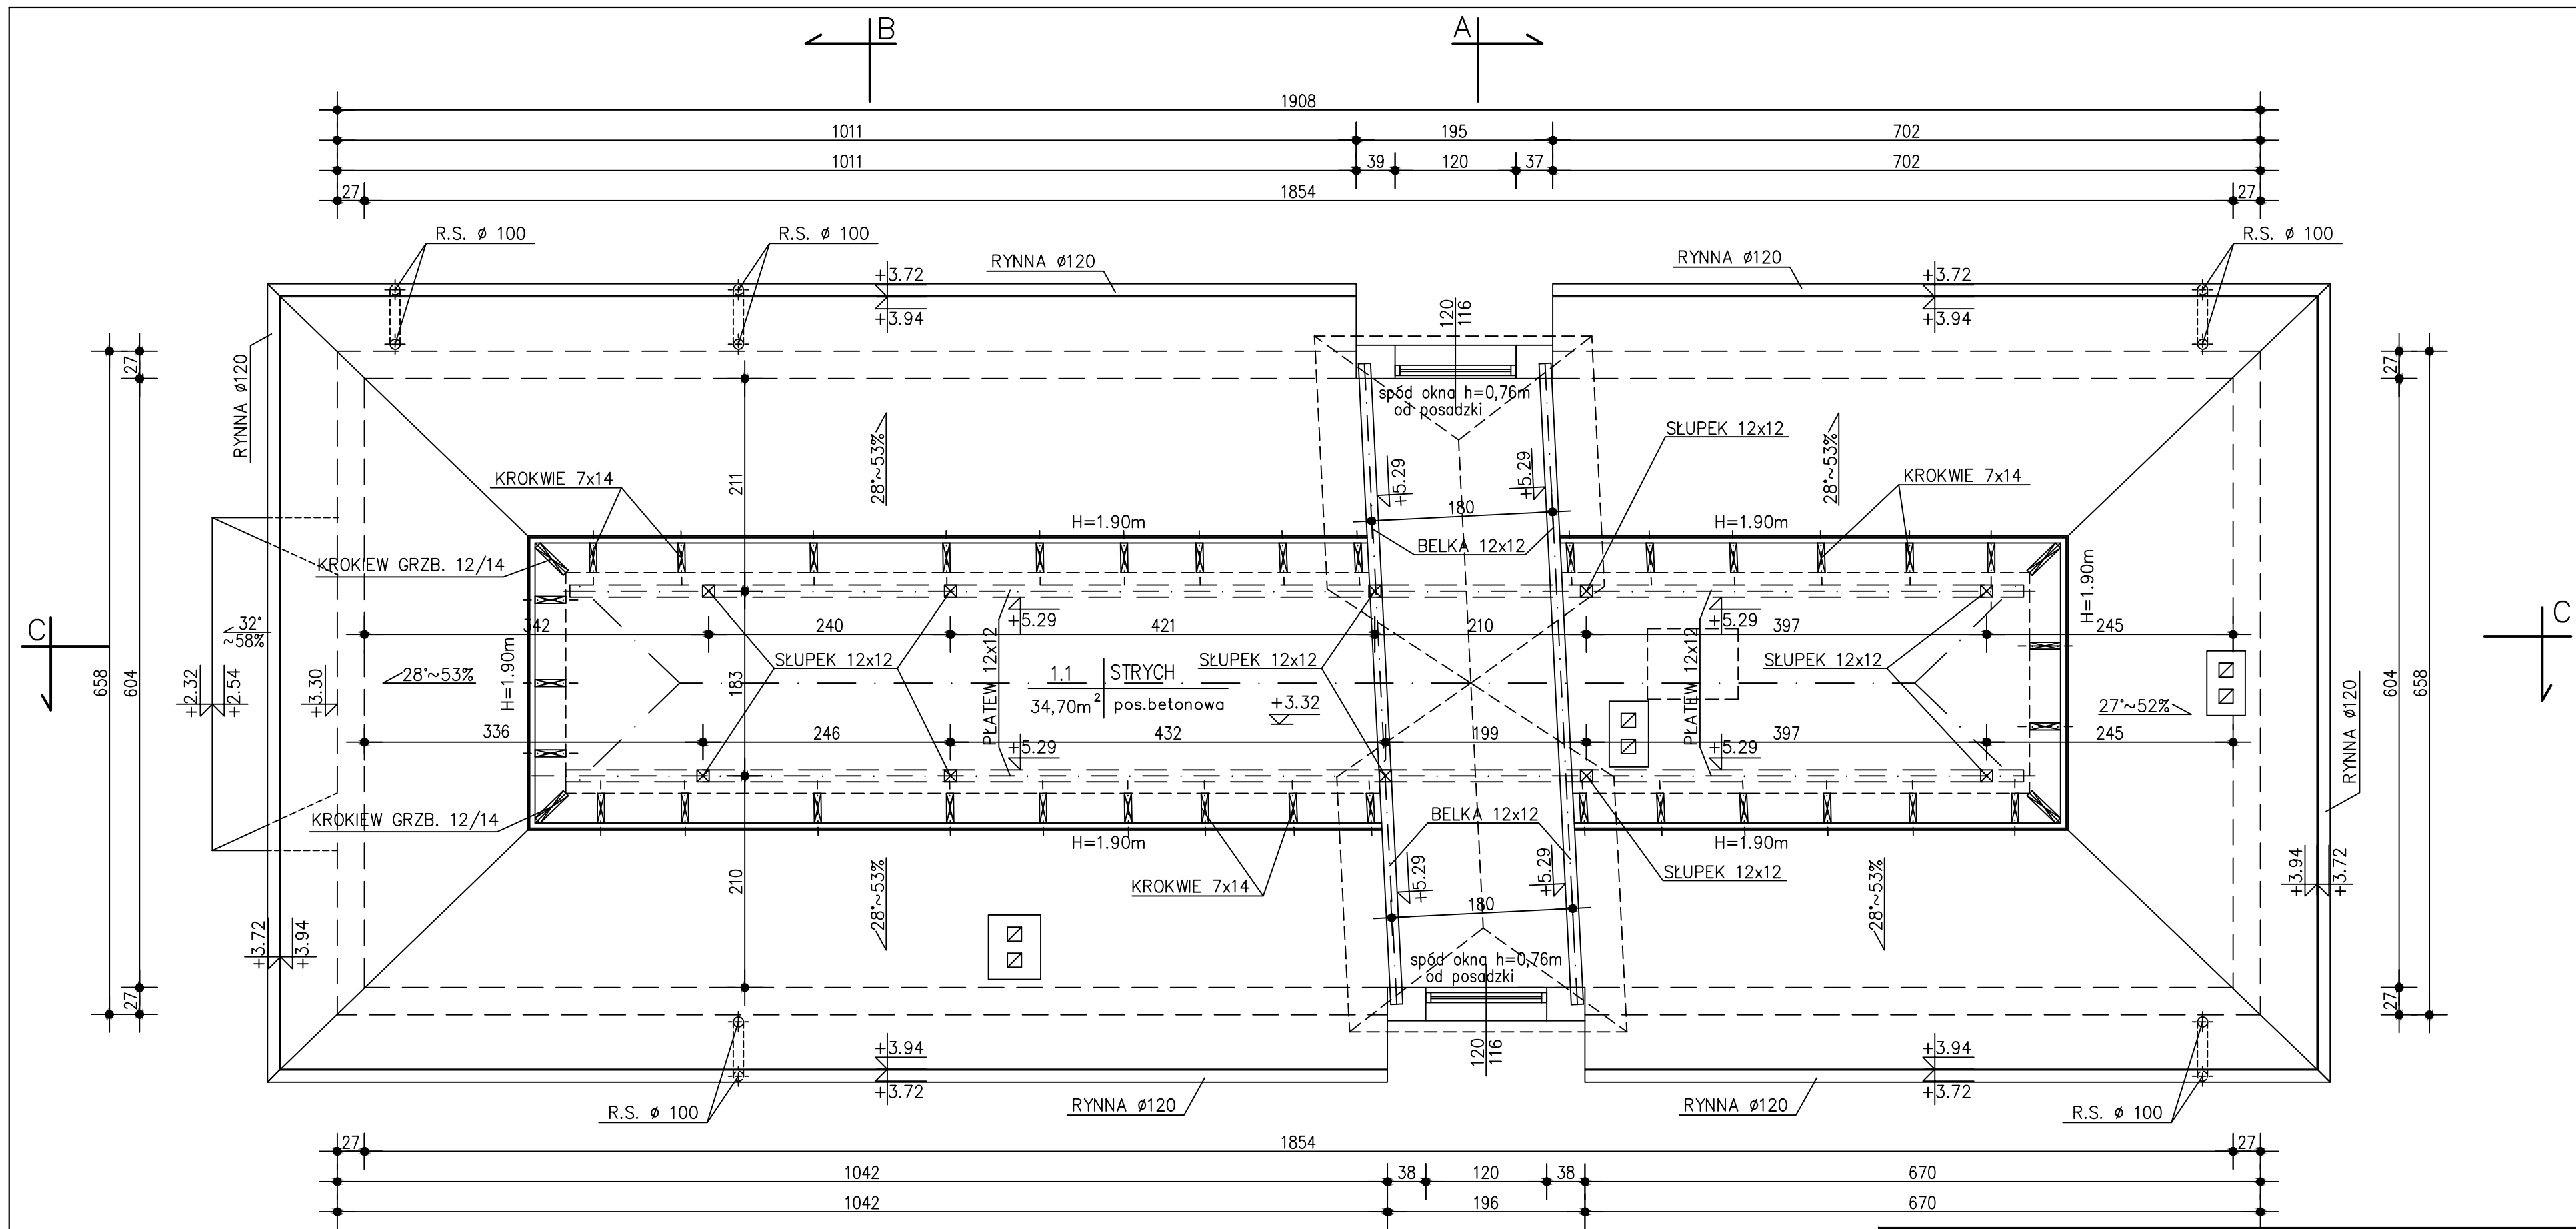 B
A
1908
1011
195
702
1011
39
120
37
702
27
1854
27
R.S. ø 100
R.S. ø 100
R.S. ø 100
RYNNA ø120
RYNNA ø120
+3.72
+3.94
+3.72
+3.94
120
116
RYNNA ø120
27
27
spód okna h=0,76m
od posadzki
28°~53%
28°~53%
SŁUPEK 12x12
KROKWIE 7x14
KROKWIE 7x14
211
+5.29
+5.29
180
H=1.90m
H=1.90m
BELKA 12x12
KROKIEW GRZB. 12/14
H=1.90m
C
C
32°
~58%
342
240
421
210
397
245
+5.29
+5.29
658
604
604
658
+2.32
+2.54
+3.30
28°~53%
H=1.90m
SŁUPEK 12x12
183
PŁATEW 12x12
1.1
STRYCH
34,70m²
pos.betonowa
SŁUPEK 12x12
+3.32
PŁATEW 12x12
SŁUPEK 12x12
27°~52%
RYNNA ø120
336
246
432
199
397
245
+5.29
+5.29
KROKIEW GRZB. 12/14
BELKA 12x12
H=1.90m
H=1.90m
210
28°~53%
KROKWIE 7x14
+5.29
+5.29
SŁUPEK 12x12
28°~53%
+3.94
+3.72
180
+3.72
+3.94
spód okna h=0,76m
od posadzki
27
27
+3.94
+3.72
120
116
+3.94
+3.72
R.S. ø 100
RYNNA ø120
RYNNA ø120
R.S. ø 100
27
1854
27
1042
38
120
38
670
1042
196
670